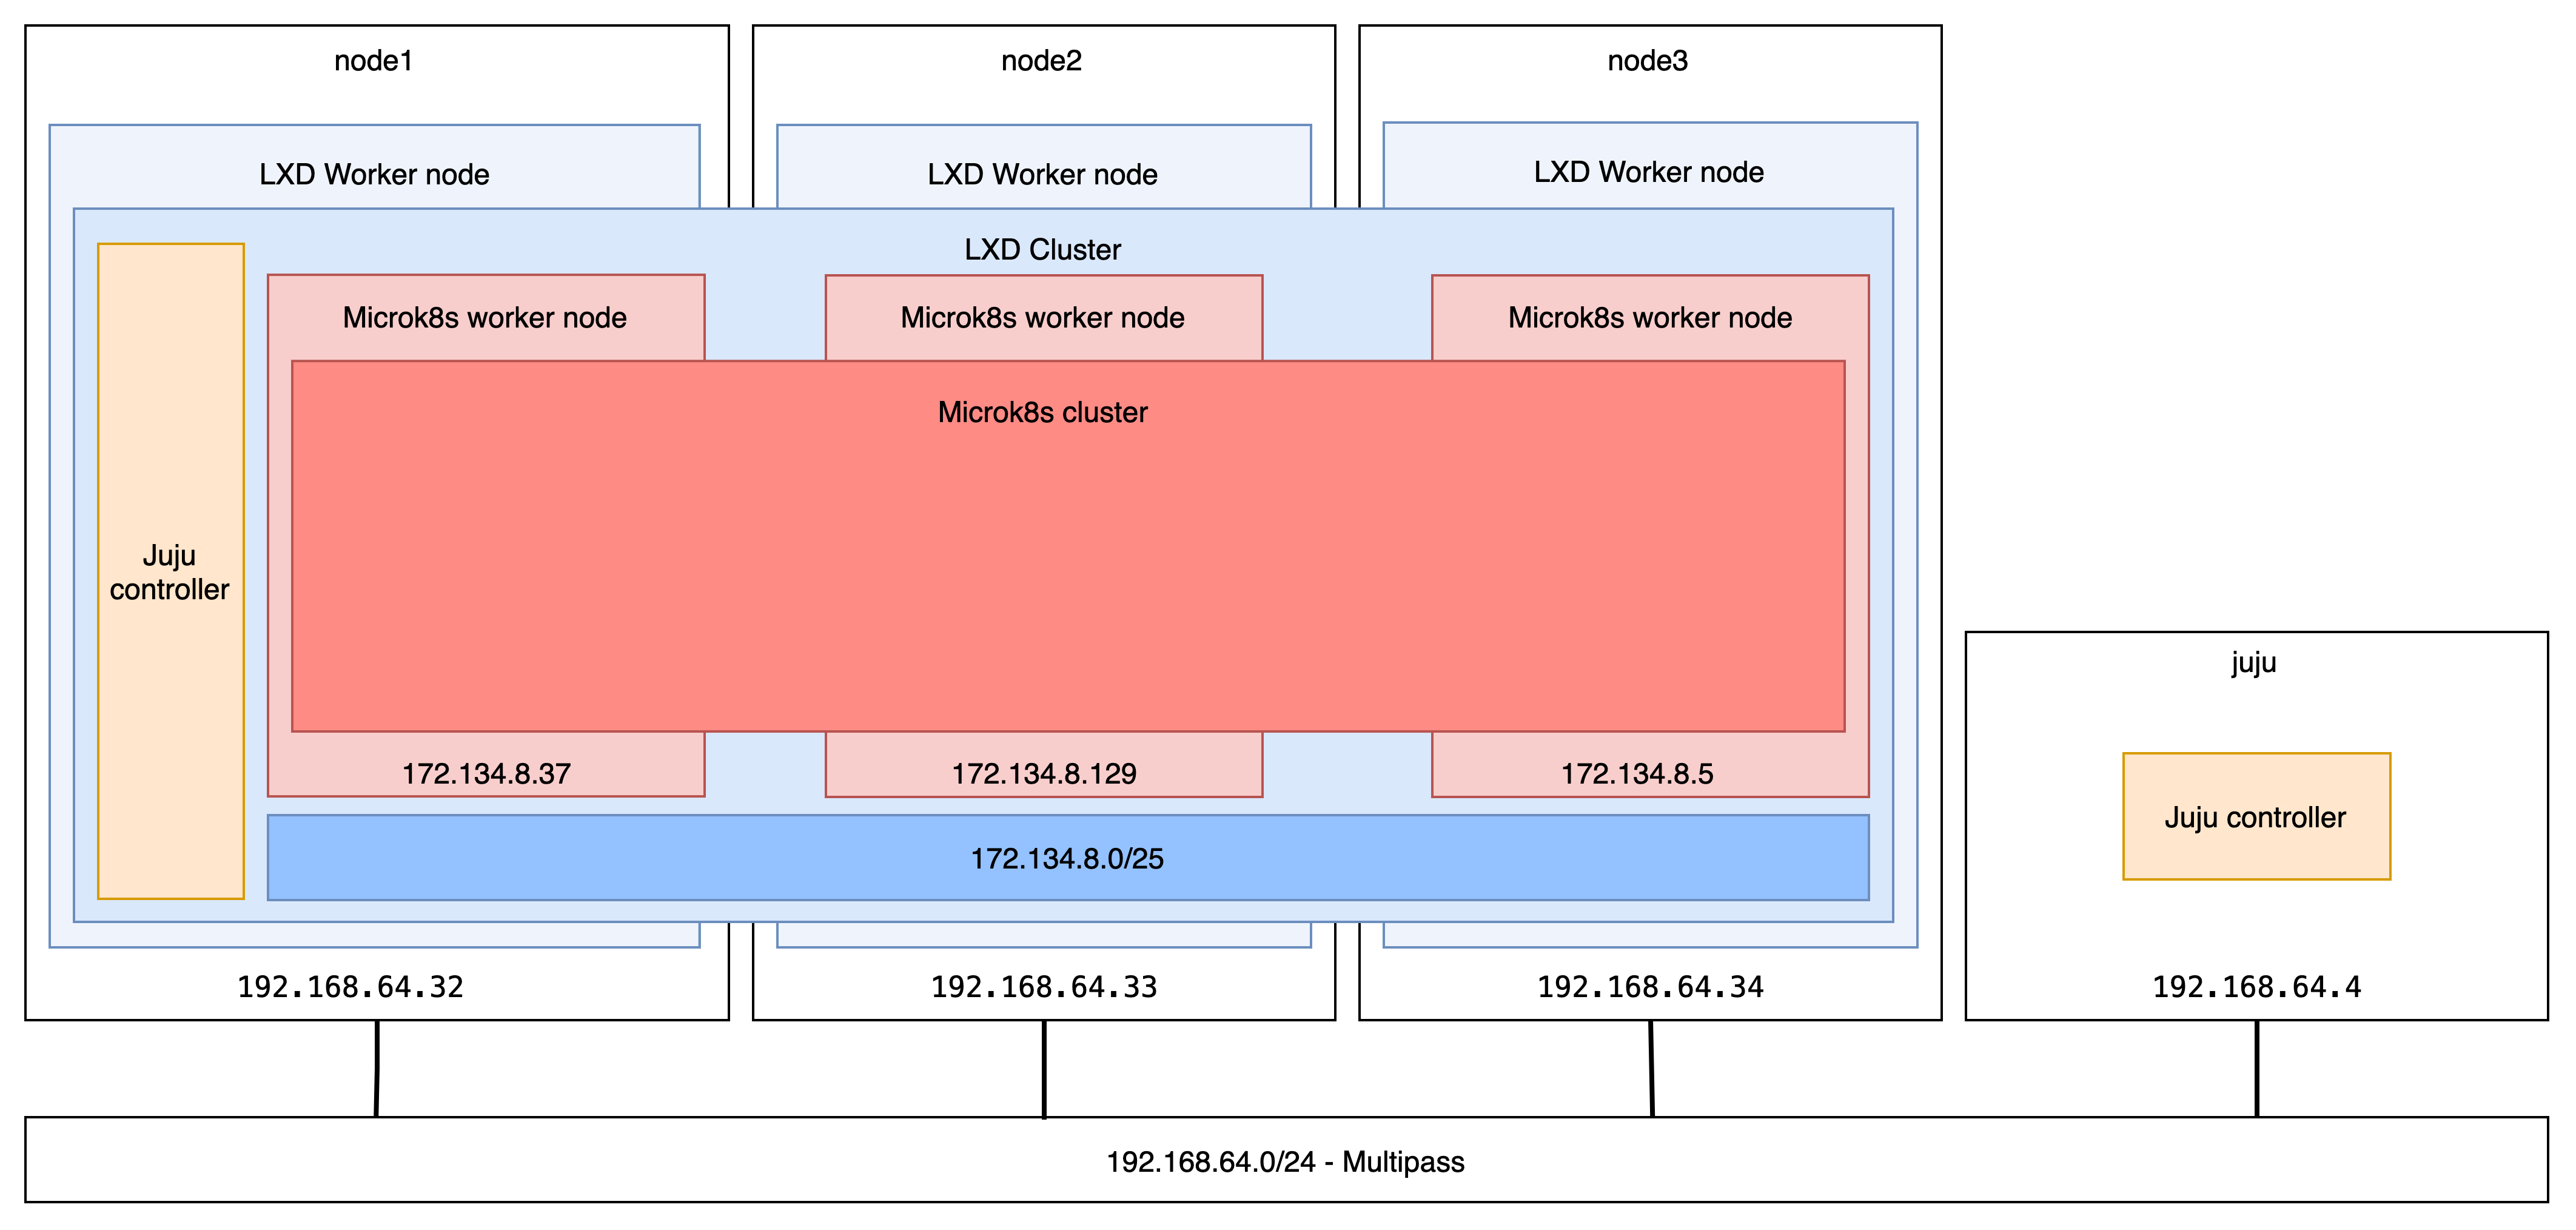 node1
node2
node3
LXD Worker node
LXD Worker node
LXD Worker node
LXD Cluster
Microk8s worker node
Microk8s worker node
Microk8s worker node
Microk8s cluster
Juju
controller
juju
172.134.8.37
172.134.8.129
172.134.8.5
Juju controller
172.134.8.0/25
192.168.64.32
192.168.64.33
192.168.64.34
192.168.64.4
192.168.64.0/24 - Multipass